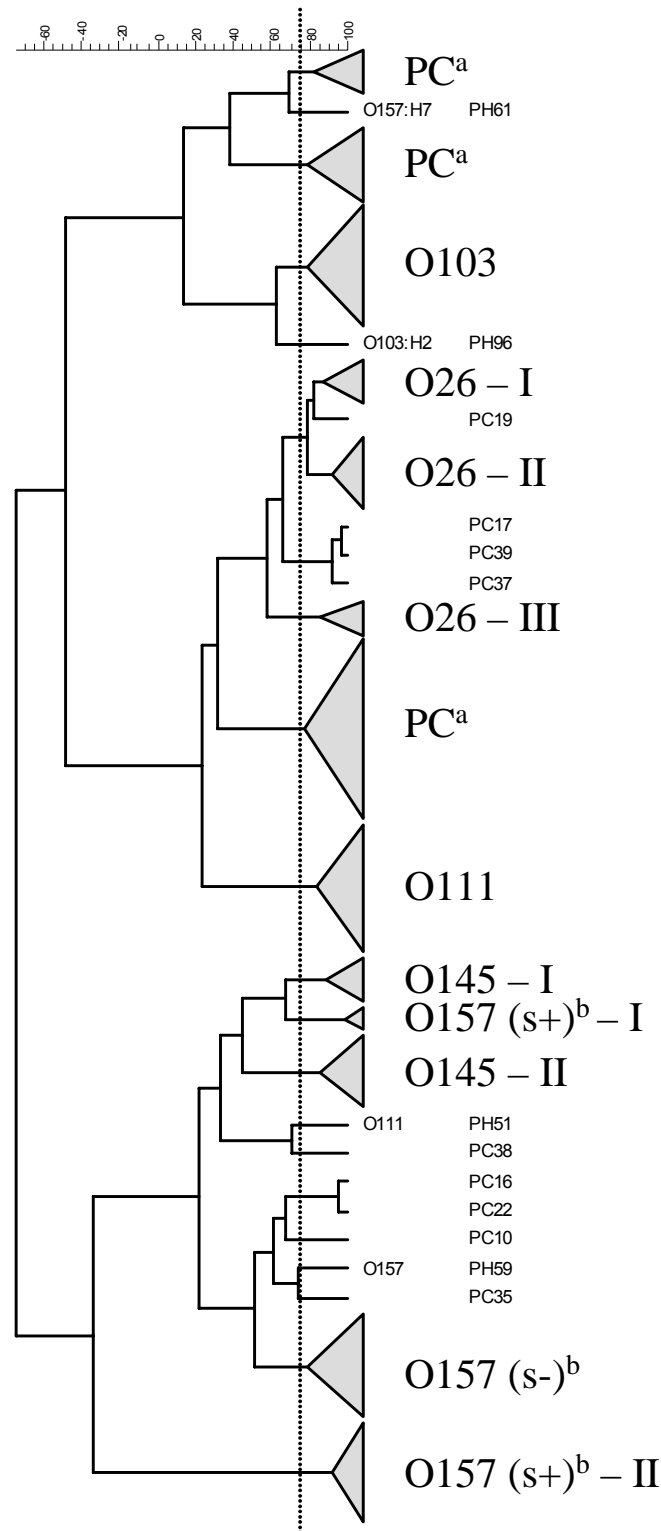 -60 -40 -20 0 20 40 60 80 100
PCᵃ
O157:H7 PH61
PCᵃ
O103
O103:H2 PH96
O26 – I
PC19
O26 – II
PC17
PC39
PC37
O26 – III
PCᵃ
O111
O145 – I
O157 (s+)ᵇ – I
O145 – II
O111 PH51
PC38
PC16
PC22
PC10
O157 PH59
PC35
O157 (s-)ᵇ
O157 (s+)ᵇ – II